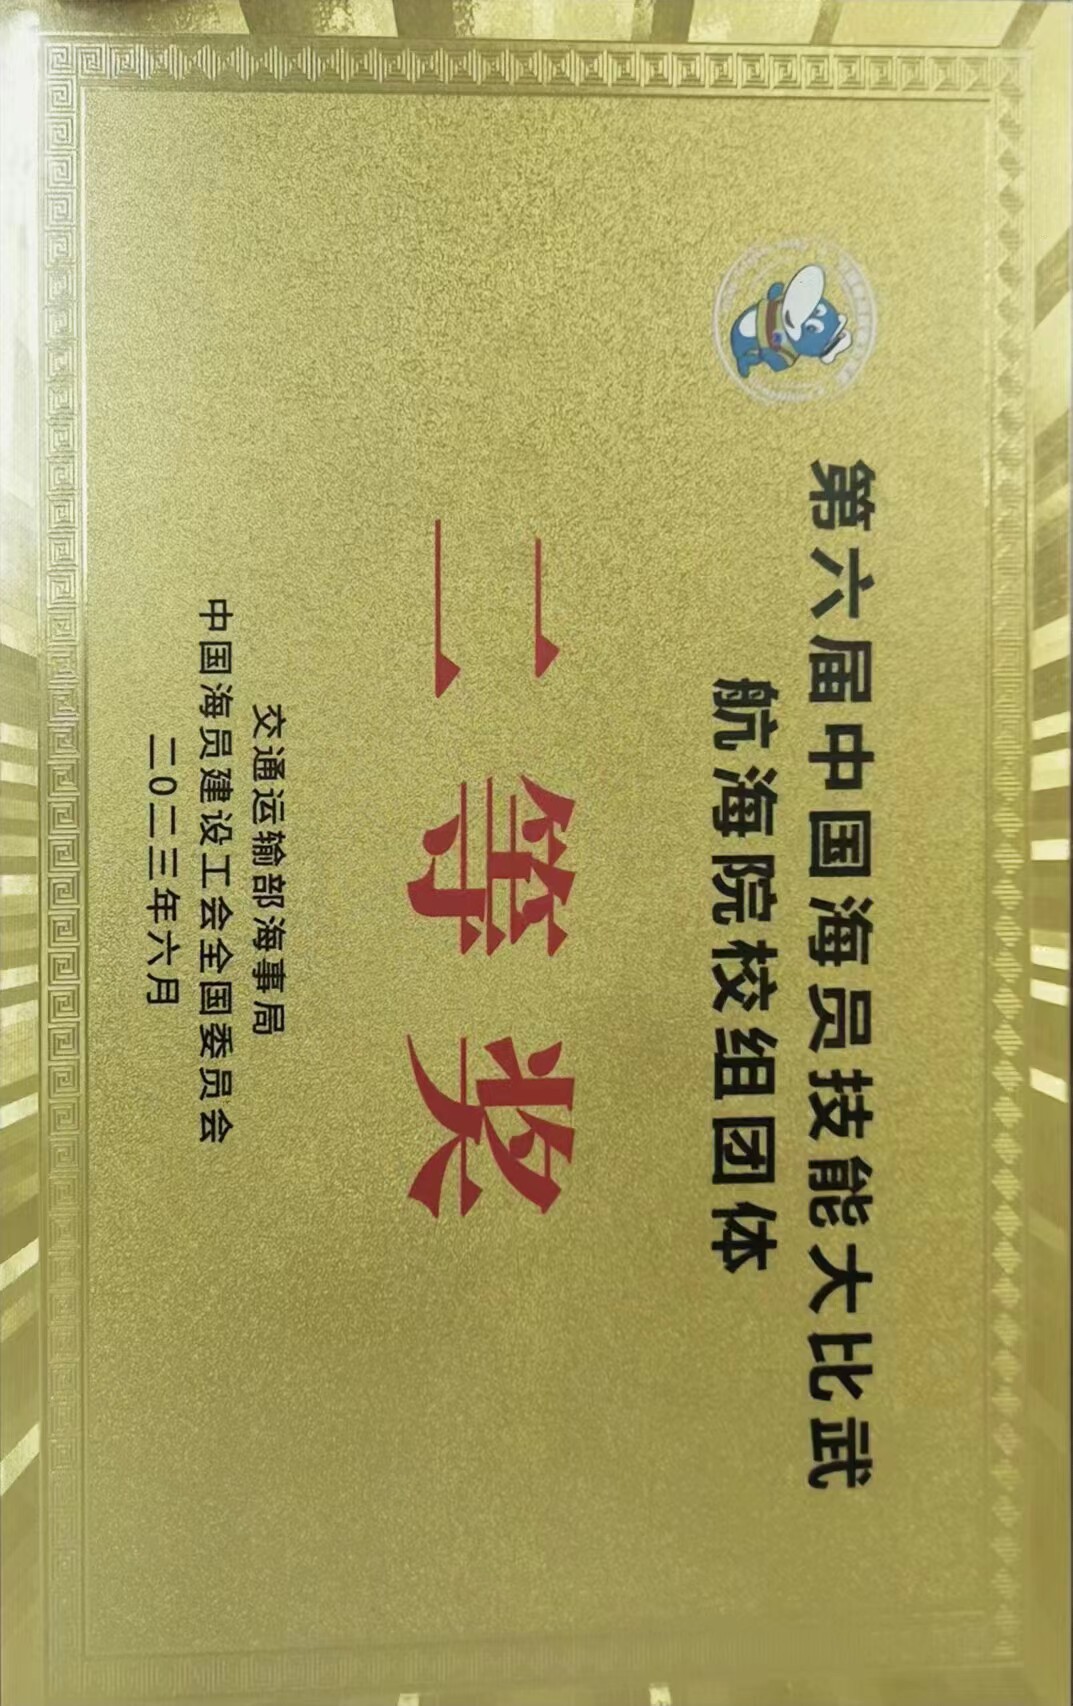 第六届中国海员技能大比武
航海院校组团体
二等奖
交通运输部海事局
中国海员建设工会全国委员会
二0二三年六月